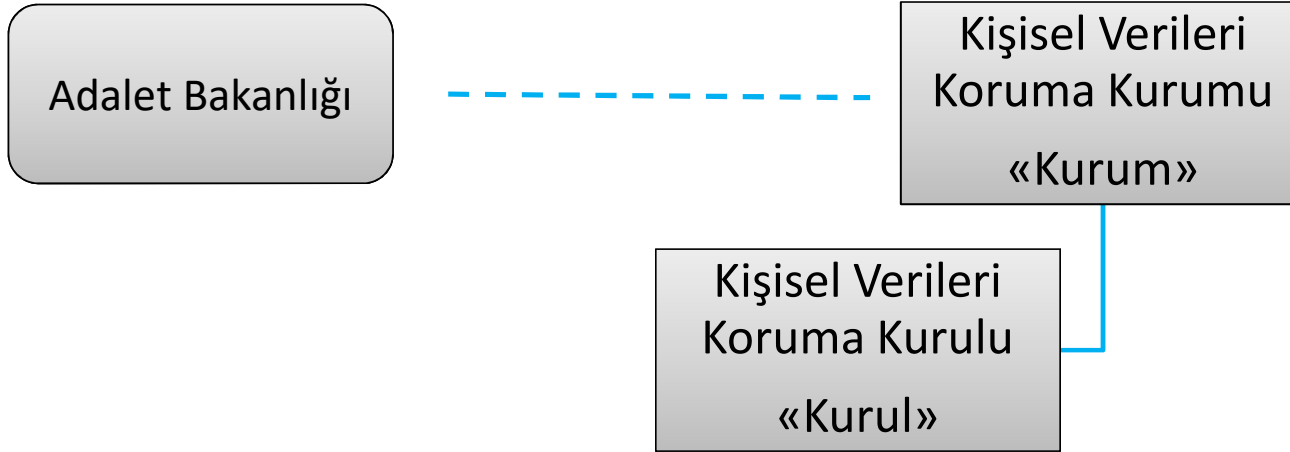 Adalet Bakanlığı
Kişisel Verileri
Koruma Kurumu
«Kurum»
Kişisel Verileri
Koruma Kurulu
«Kurul»